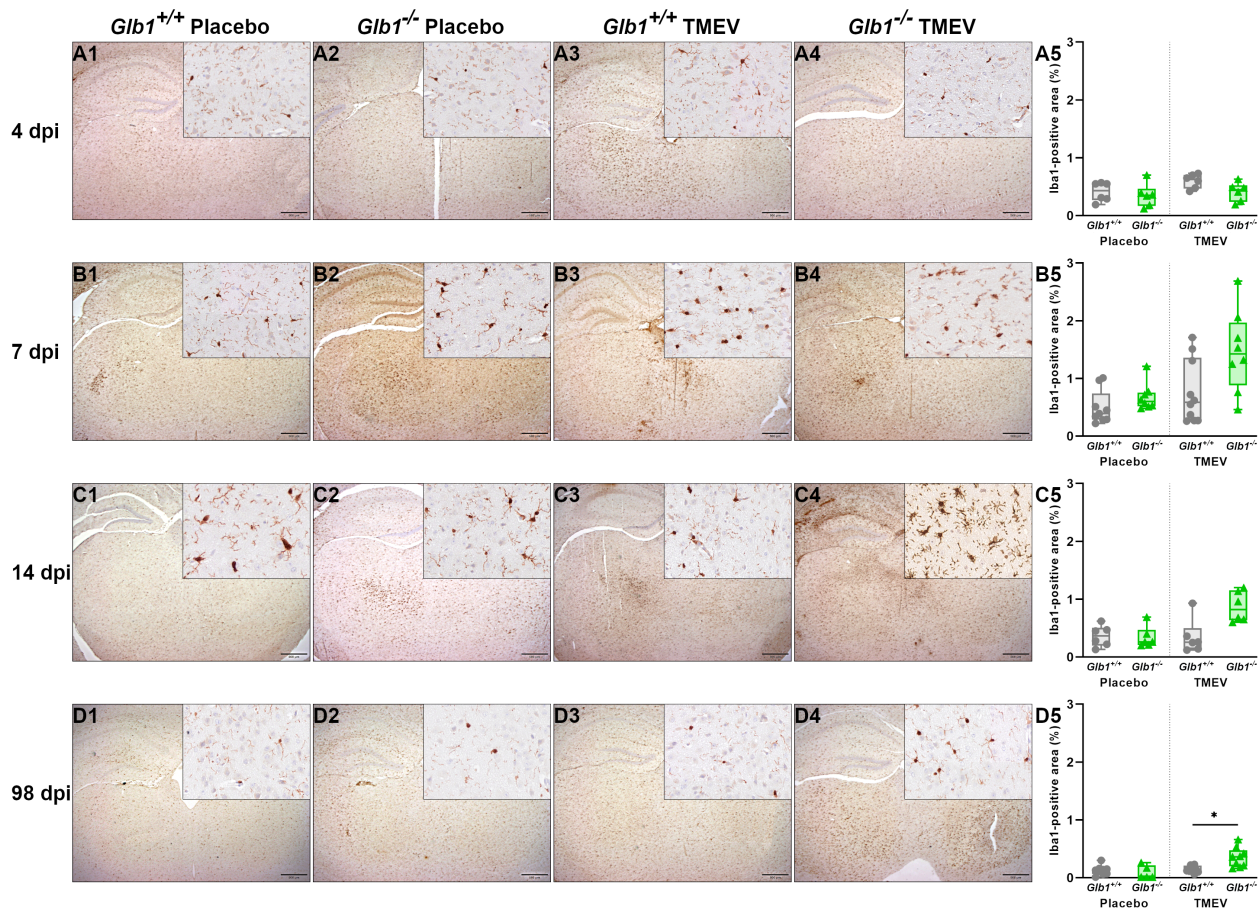 Glb1+/+ Placebo Glb1-/- Placebo Glb1+/+ TMEV Glb1-/- TMEV
4 dpi
A1 A2 A3 A4 A5
Iba1-positive area (%)
3
2
1
0
Glb1+/+ Glb1-/- Glb1+/+ Glb1-/-
Placebo TMEV
7 dpi
B1 B2 B3 B4 B5
Iba1-positive area (%)
3
2
1
0
Glb1+/+ Glb1-/- Glb1+/+ Glb1-/-
Placebo TMEV
14 dpi
C1 C2 C3 C4 C5
Iba1-positive area (%)
3
2
1
0
Glb1+/+ Glb1-/- Glb1+/+ Glb1-/-
Placebo TMEV
98 dpi
D1 D2 D3 D4 D5
Iba1-positive area (%)
3
2
1
0
*
Glb1+/+ Glb1-/- Glb1+/+ Glb1-/-
Placebo TMEV